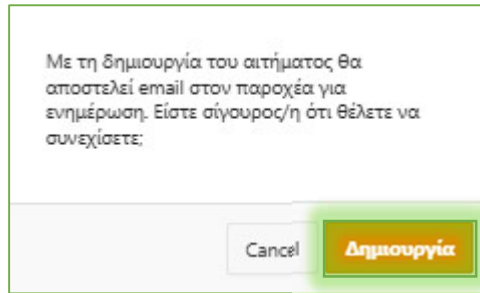 Με τη δημιουργία του αιτήματος θα
αποστελεί email στον παροχέα για
ενημέρωση. Είστε σίγουρος/η ότι θέλετε να
συνεχίσετε;
Cancel Δημιουργία